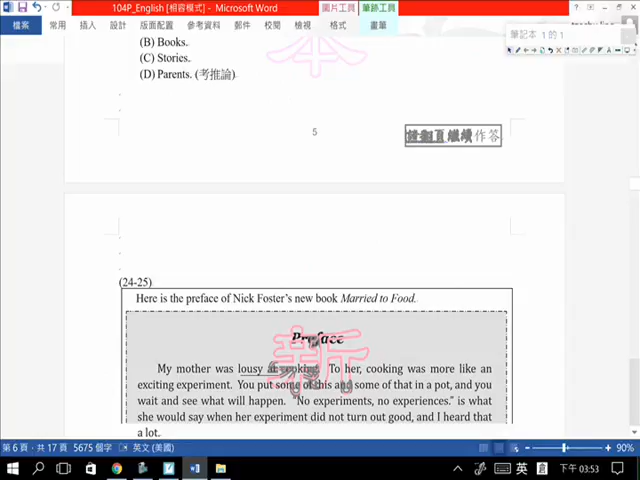 104P_English [相容模式] - Microsoft Word
圖片工具
筆跡工具
檔案
常用
插入
設計
版面配置
參考資料
郵件
校閱
檢視
格式
畫筆
筆記本 1 的 1
(B) Books.
(C) Stories.
(D) Parents. (考推論)
本
5
請翻頁繼續作答
(24-25)
Here is the preface of Nick Foster's new book Married to Food.
Preface
新
My mother was lousy at cooking. To her, cooking was more like an
exciting experiment. You put some of this and some of that in a pot, and you
wait and see what will happen. "No experiments, no experiences." is what
she would say when her experiment did not turn out good, and I heard that
a lot.
第 6 頁，共 17 頁
5675 個字
英文 (美國)
90%
英
下午 03:53